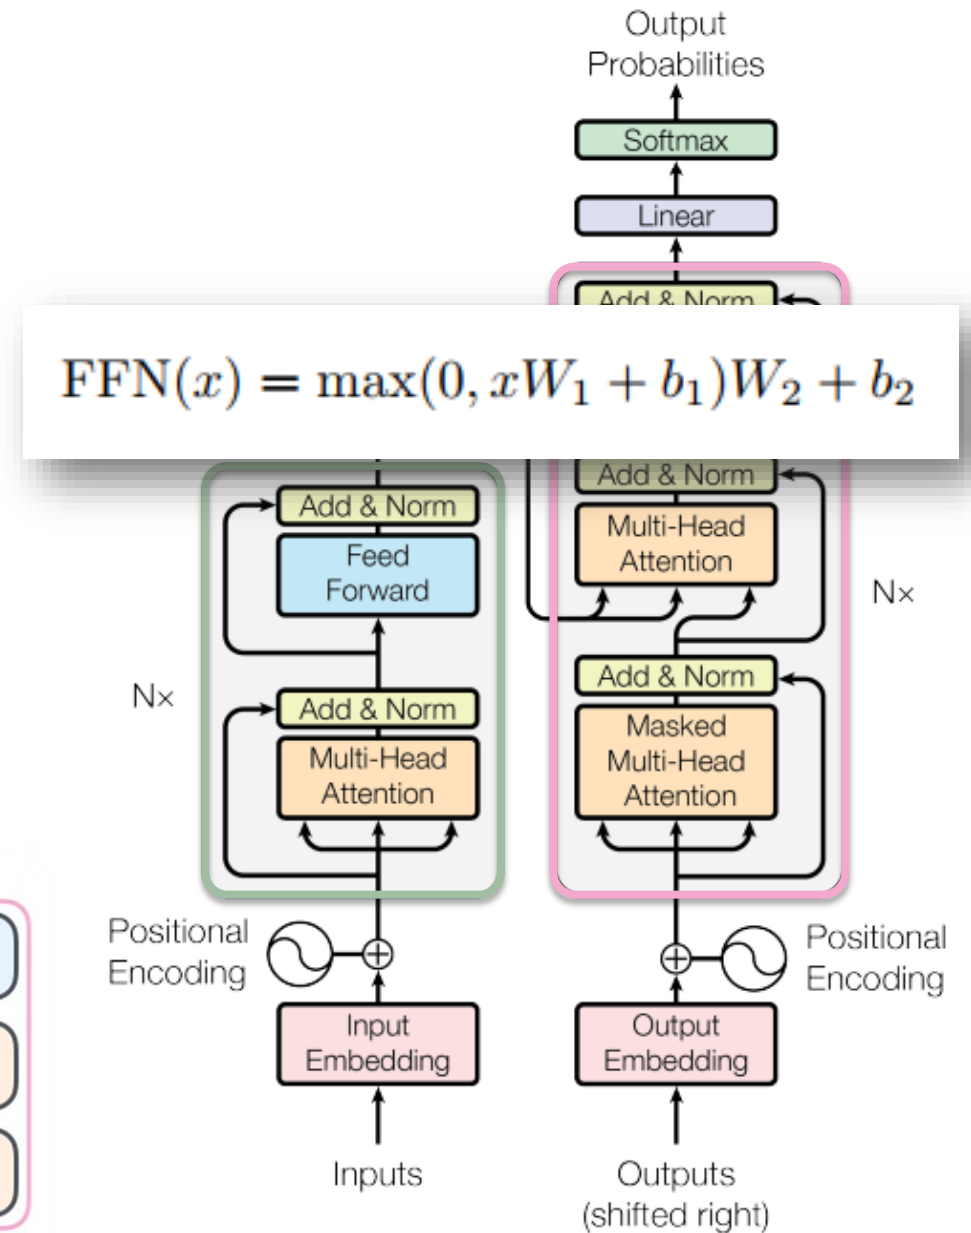 Output
Probabilities
Softmax
Linear
Add & Norm
FFN(x) = max(0, xW₁ + b₁)W₂ + b₂
Add & Norm
Multi-Head
Attention
N×
Add & Norm
Masked
Multi-Head
Attention
Add & Norm
Feed
Forward
N×
Add & Norm
Multi-Head
Attention
Positional
Encoding
Positional
Encoding
Input
Embedding
Output
Embedding
Inputs
Outputs
(shifted right)